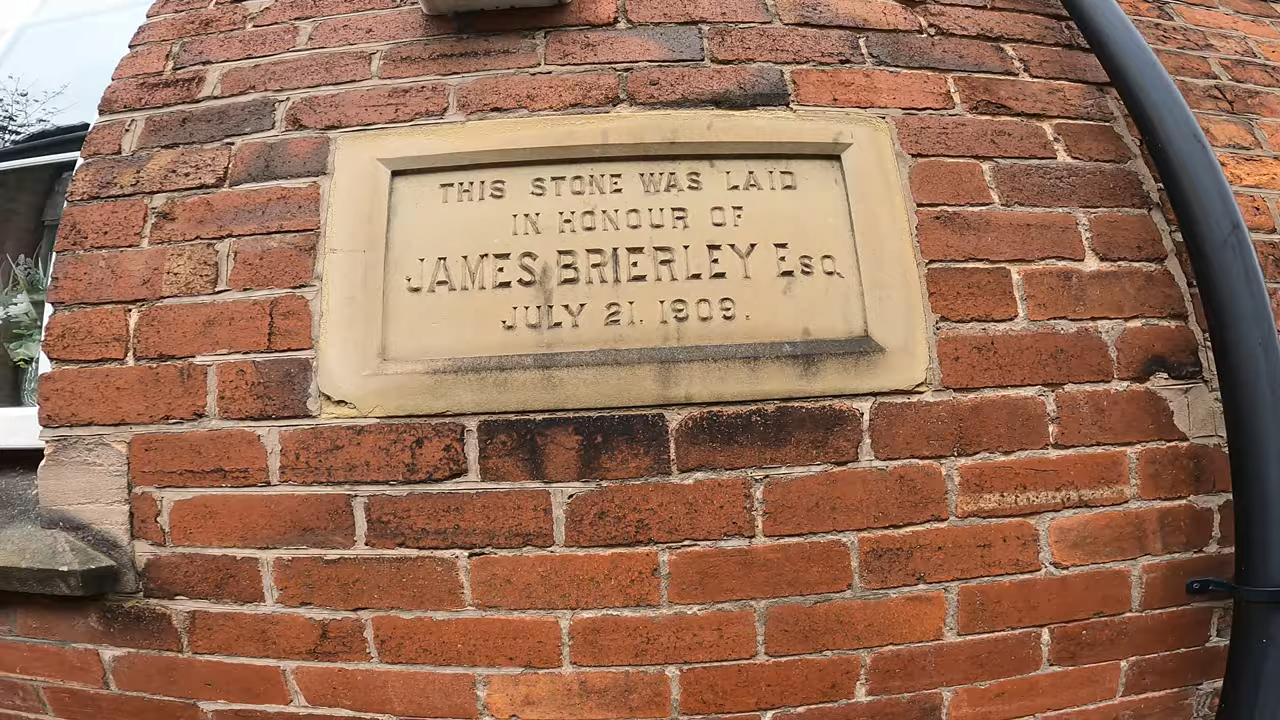 THIS STONE WAS LAID
IN HONOUR OF
JAMES BRIERLEY Esq.
JULY 21. 1909.